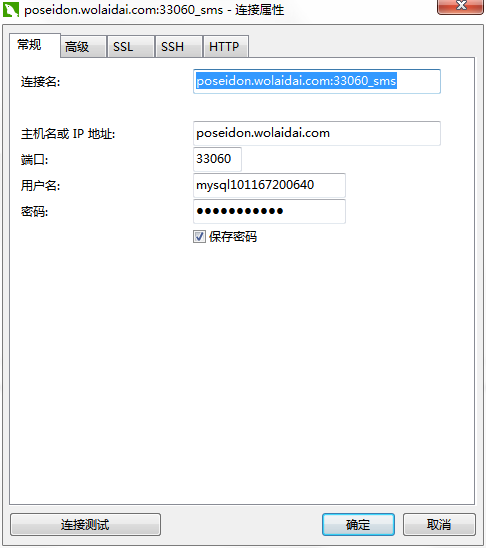 poseidon.wolaidai.com:33060_sms - 连接属性
常规 高级 SSL SSH HTTP
连接名: poseidon.wolaidai.com:33060_sms
主机名或 IP 地址: poseidon.wolaidai.com
端口: 33060
用户名: mysql101167200640
密码: ●●●●●●●●●●●
保存密码
连接测试 确定 取消